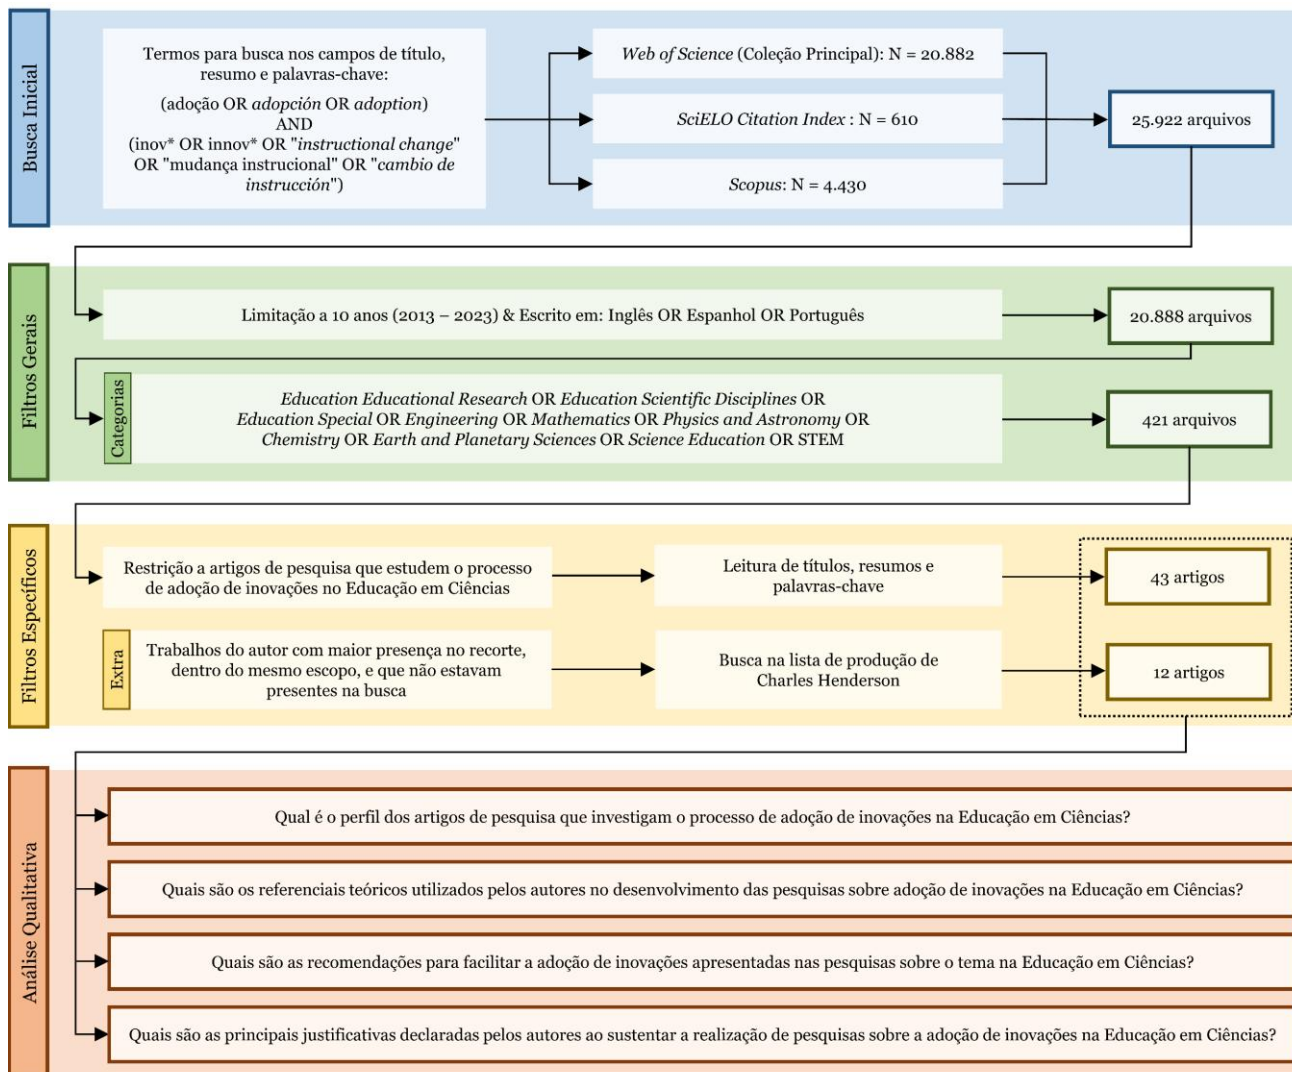 Busca Inicial
Termos para busca nos campos de título,
resumo e palavras-chave:
(adoção OR adopción OR adoption)
AND
(inov* OR innov* OR "instructional change"
OR "mudança instrucional" OR "cambio de
instrucción")
Web of Science (Coleção Principal): N = 20.882
SciELO Citation Index : N = 610
Scopus: N = 4.430
25.922 arquivos
Filtros Gerais
Limitação a 10 anos (2013 – 2023) & Escrito em: Inglês OR Espanhol OR Português
20.888 arquivos
Categorias
Education Educational Research OR Education Scientific Disciplines OR
Education Special OR Engineering OR Mathematics OR Physics and Astronomy OR
Chemistry OR Earth and Planetary Sciences OR Science Education OR STEM
421 arquivos
Filtros Específicos
Restrição a artigos de pesquisa que estudem o processo
de adoção de inovações no Educação em Ciências
Leitura de títulos, resumos e
palavras-chave
43 artigos
Extra
Trabalhos do autor com maior presença no recorte,
dentro do mesmo escopo, e que não estavam
presentes na busca
Busca na lista de produção de
Charles Henderson
12 artigos
Análise Qualitativa
Qual é o perfil dos artigos de pesquisa que investigam o processo de adoção de inovações na Educação em Ciências?
Quais são os referenciais teóricos utilizados pelos autores no desenvolvimento das pesquisas sobre adoção de inovações na Educação em Ciências?
Quais são as recomendações para facilitar a adoção de inovações apresentadas nas pesquisas sobre o tema na Educação em Ciências?
Quais são as principais justificativas declaradas pelos autores ao sustentar a realização de pesquisas sobre a adoção de inovações na Educação em Ciências?